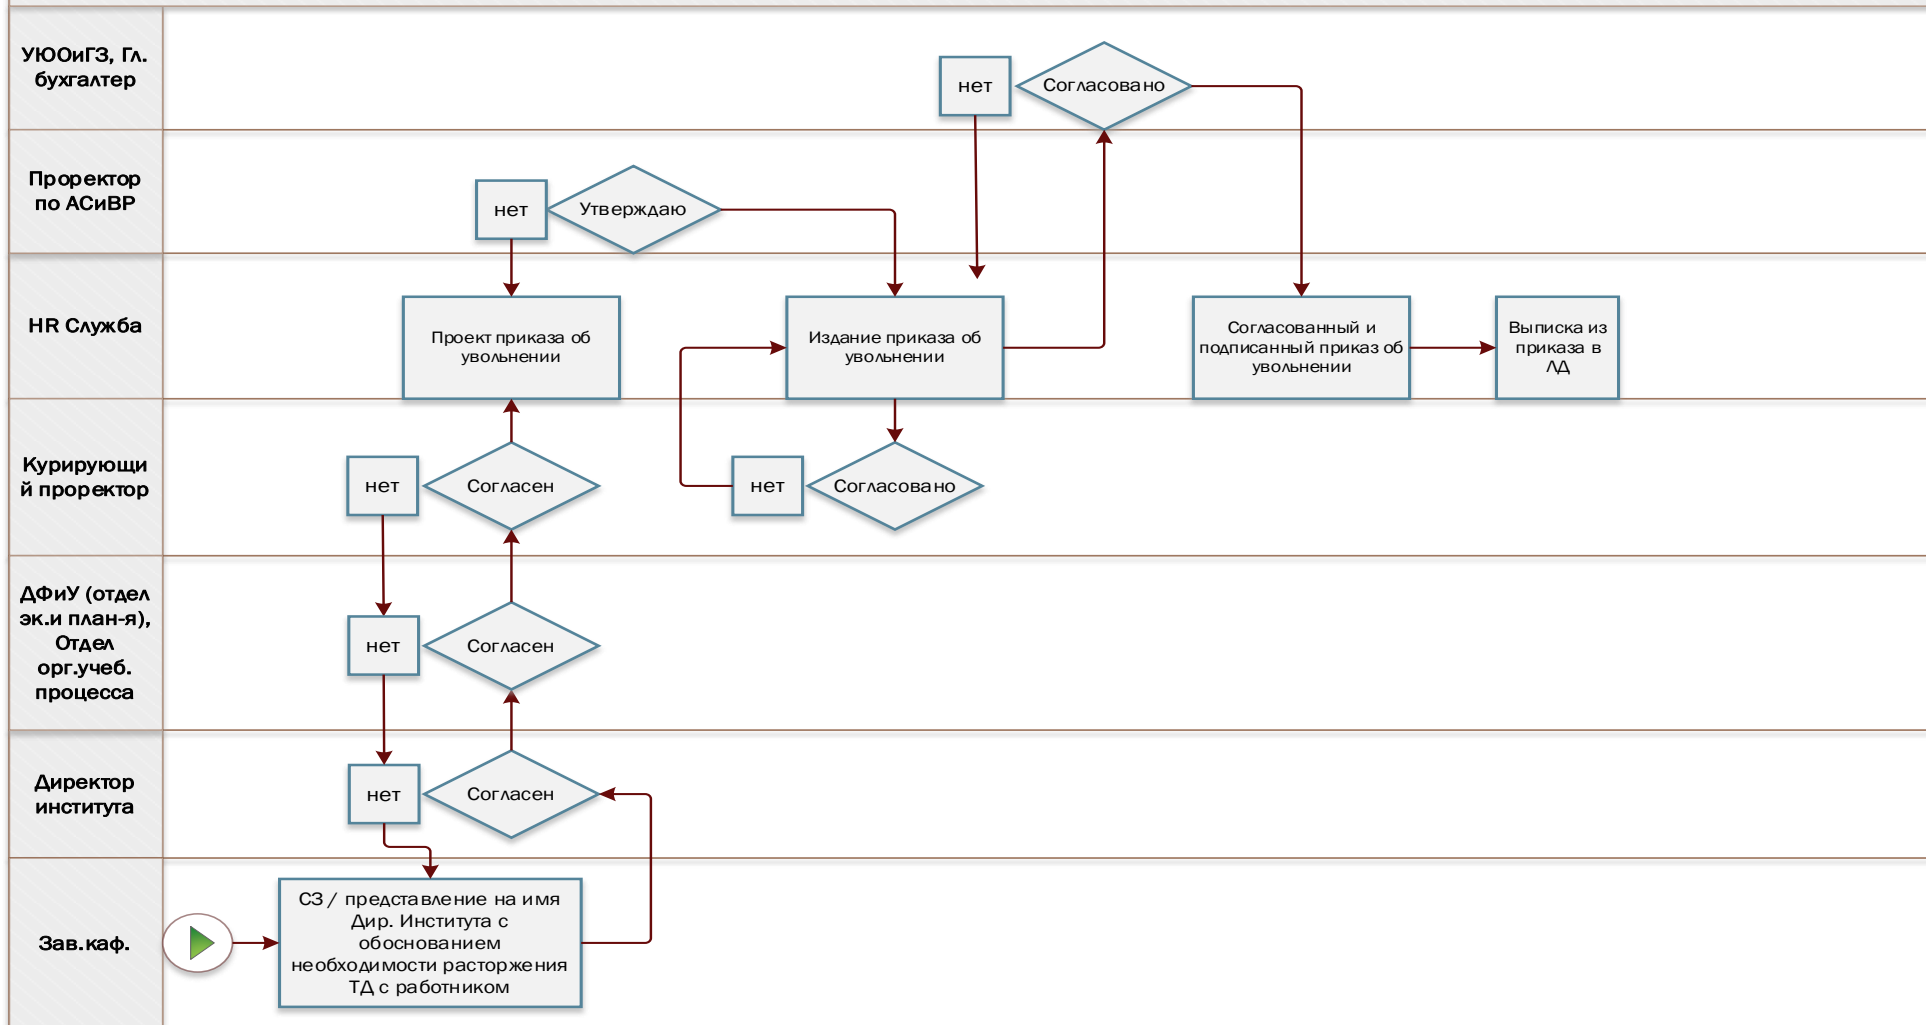 УЮОиГЗ, Гл.
бухгалтер
нет
Согласовано
Проректор
по АСиВР
нет
Утверждаю
HR Служба
Проект приказа об
увольнении
Издание приказа об
увольнении
Согласованный и
подписанный приказ об
увольнении
Выписка из
приказа в
ЛД
Курирующи
й проректор
нет
Согласен
нет
Согласовано
ДФиУ (отдел
эк.и план-я),
Отдел
орг.учеб.
процесса
нет
Согласен
Директор
института
нет
Согласен
Зав.каф.
СЗ / представление на имя
Дир. Института с
обоснованием
необходимости расторжения
ТД с работником